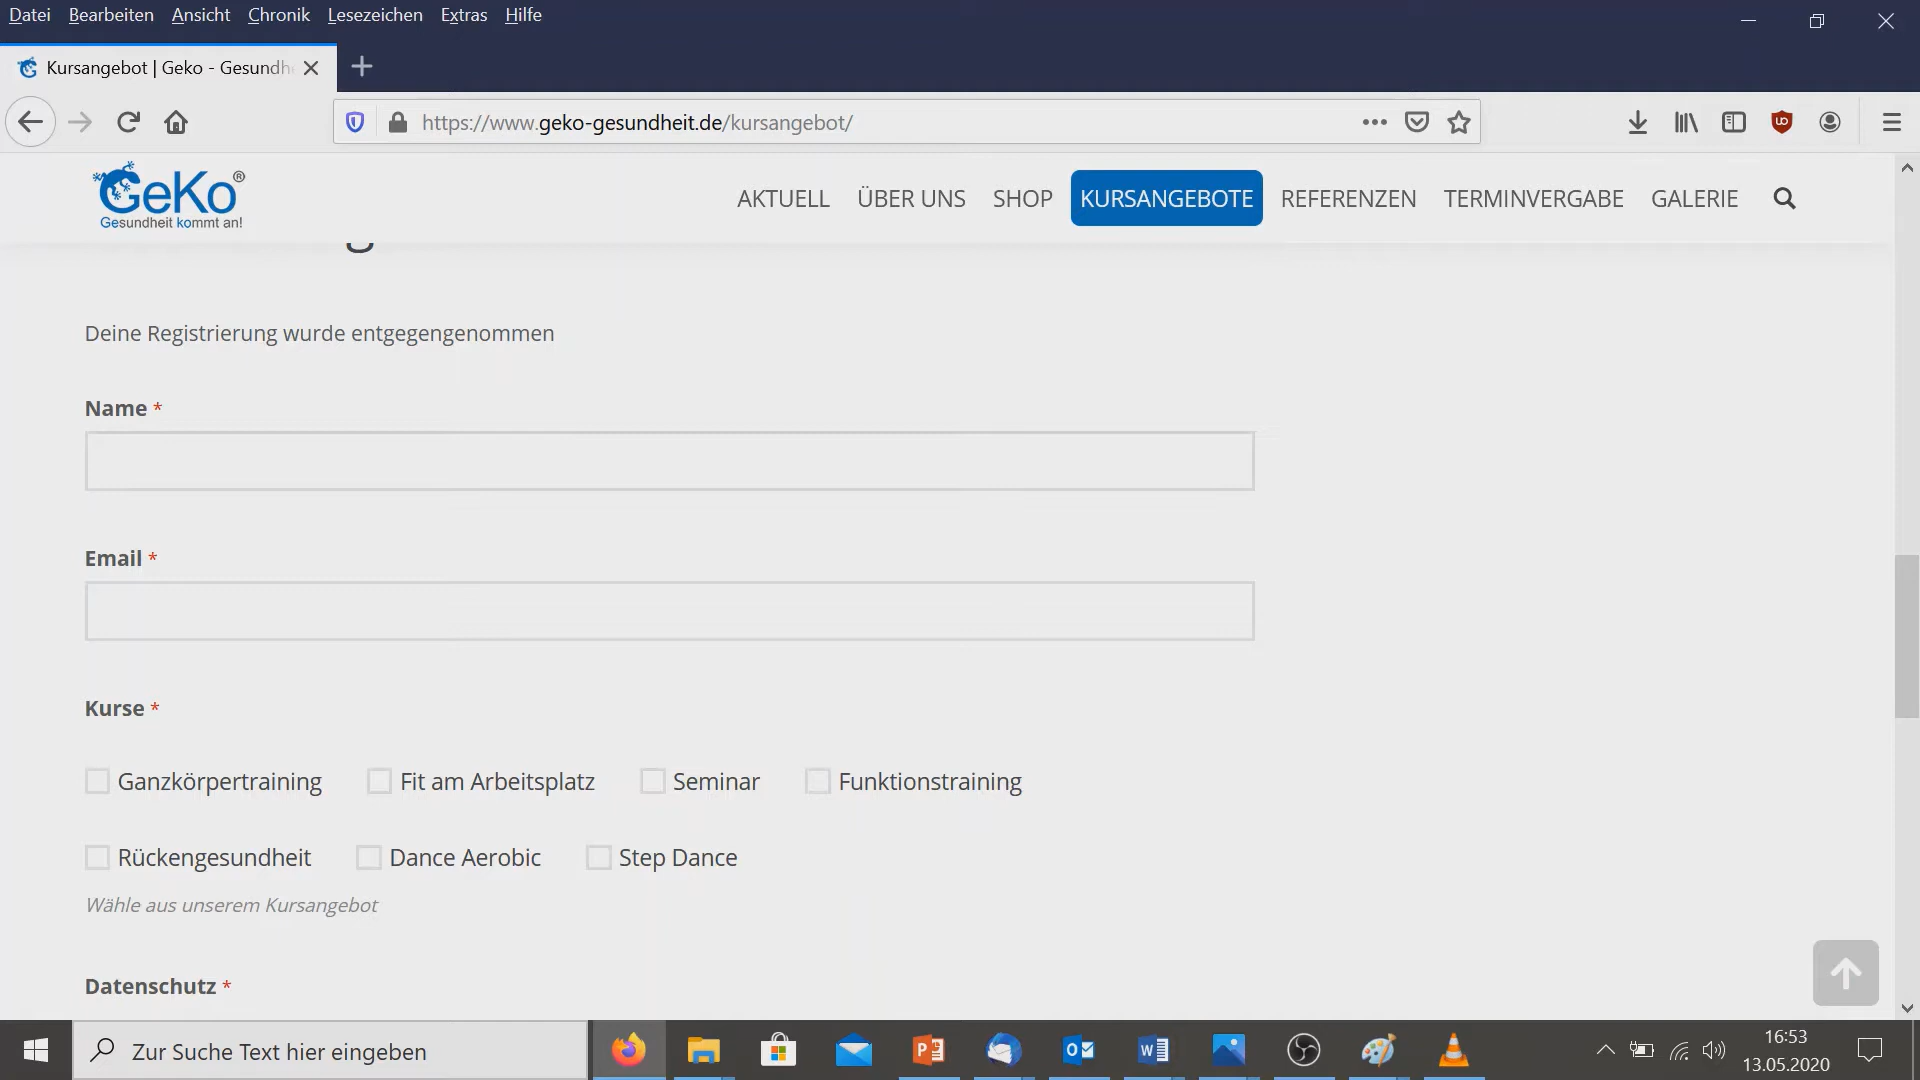 Datei Bearbeiten Ansicht Chronik Lesezeichen Extras Hilfe
Kursangebot | Geko - Gesundh
https://www.geko-gesundheit.de/kursangebot/
GeKo®
Gesundheit kommt an!
AKTUELL ÜBER UNS SHOP KURSANGEBOTE REFERENZEN TERMINVERGABE GALERIE
Deine Registrierung wurde entgegengenommen
Name *
Email *
Kurse *
Ganzkörpertraining Fit am Arbeitsplatz Seminar Funktionstraining
Rückengesundheit Dance Aerobic Step Dance
Wähle aus unserem Kursangebot
Datenschutz *
Zur Suche Text hier eingeben
16:53
13.05.2020